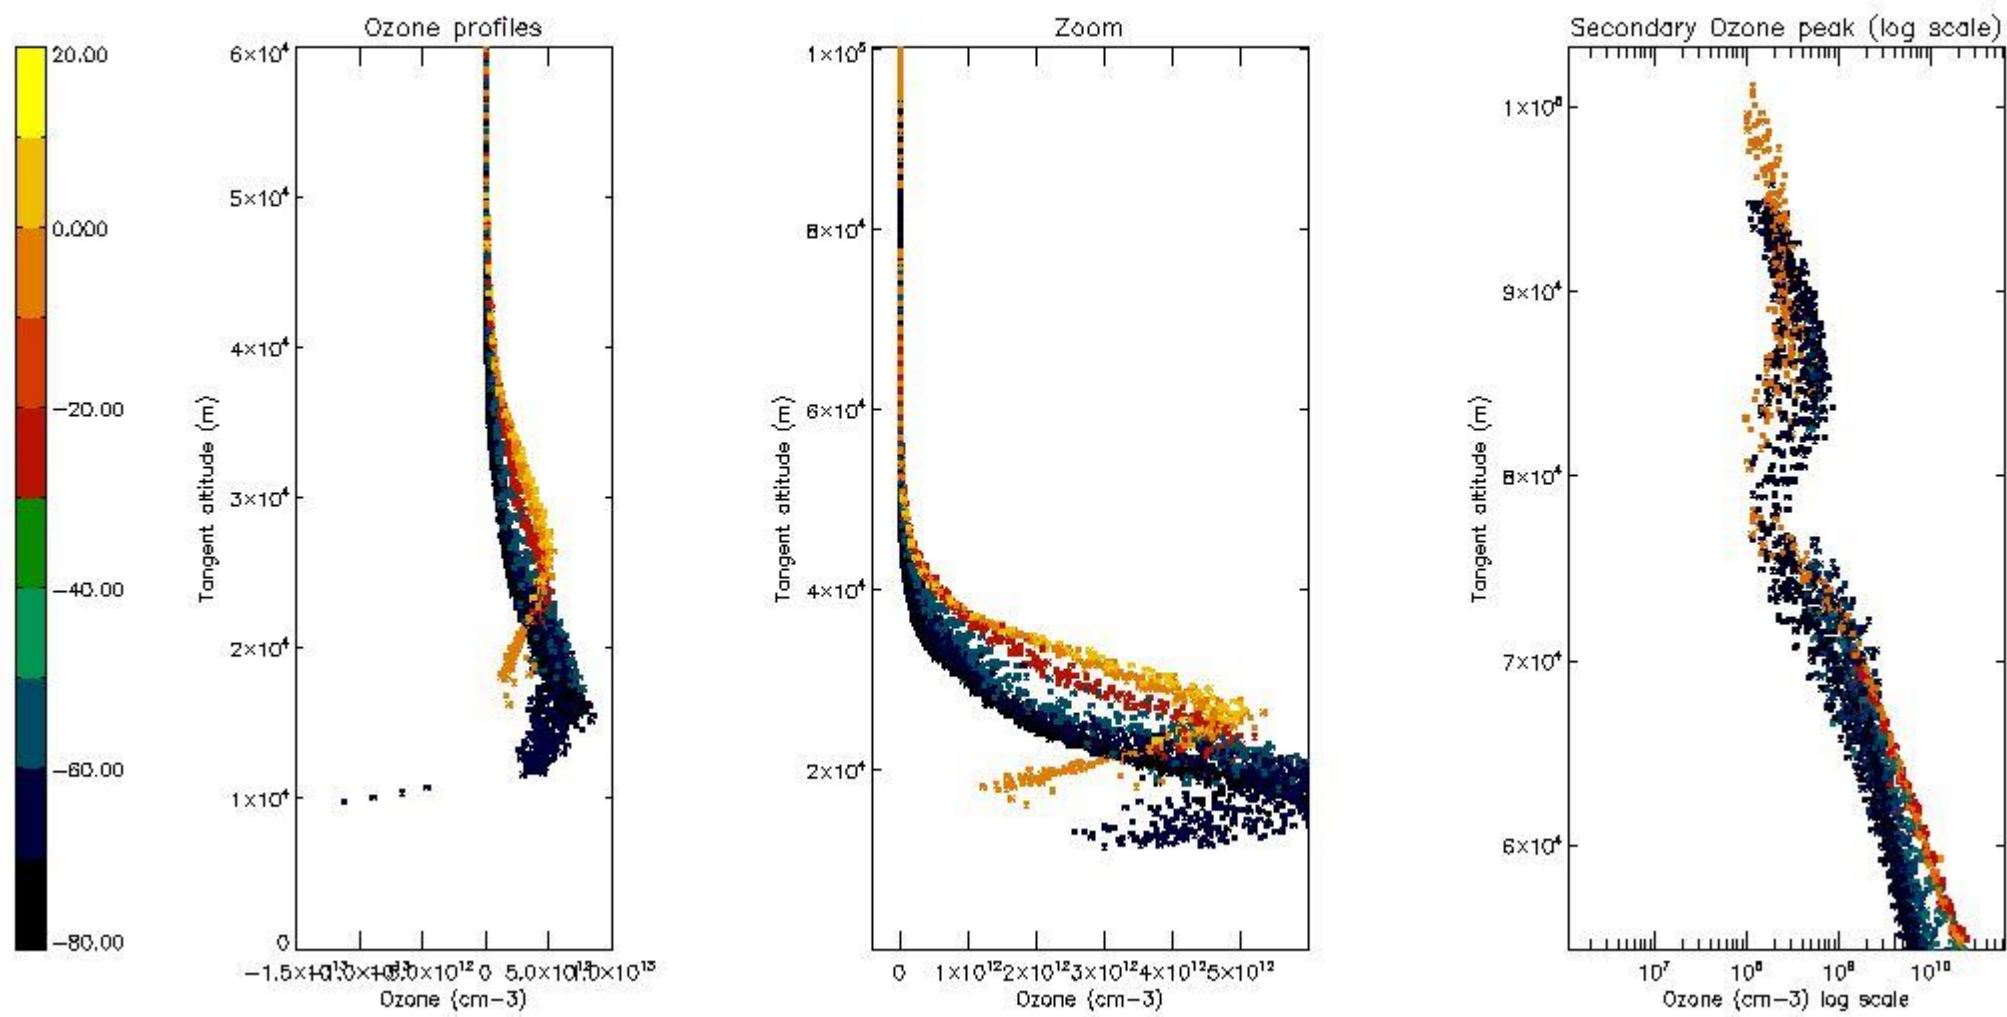 Ozone profiles
Zoom
Secondary Ozone peak (log scale)
20.00
0.000
−20.00
−40.00
−60.00
−80.00
Tangent altitude (m)
6×10⁴
5×10⁴
4×10⁴
3×10⁴
2×10⁴
1×10⁴
0
0
Ozone (cm−3)
Tangent altitude (m)
1×10⁵
8×10⁴
6×10⁴
4×10⁴
2×10⁴
0 1×10¹² 2×10¹² 3×10¹² 4×10¹² 5×10¹²
Ozone (cm−3)
Tangent altitude (m)
9×10⁴
8×10⁴
7×10⁴
6×10⁴
10⁷ 10⁸ 10⁹ 10¹⁰
Ozone (cm−3) log scale